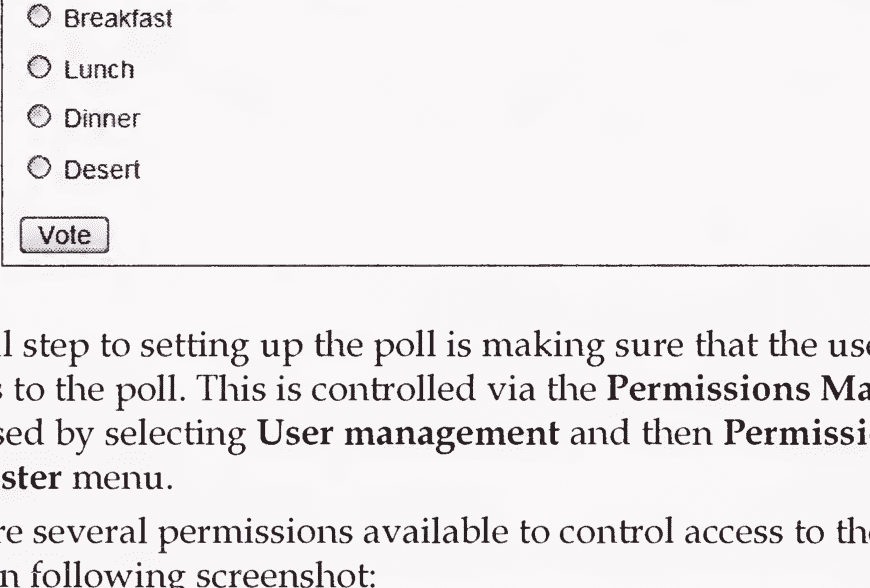 Breakfast
Lunch
Dinner
Desert
Vote
l step to setting up the poll is making sure that the use
s to the poll. This is controlled via the Permissions Ma
sed by selecting User management and then Permissi
ster menu.
re several permissions available to control access to the
n following screenshot: